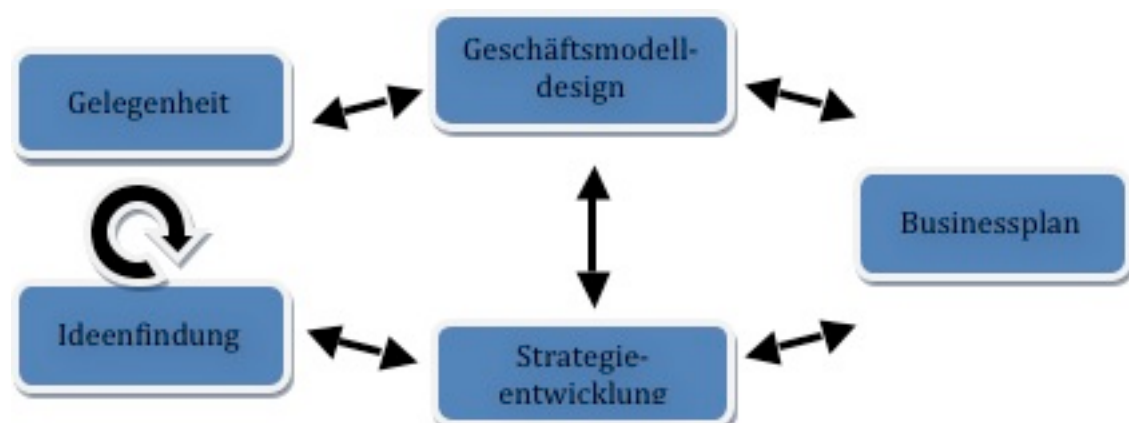 Geschäftsmodell-
design
Gelegenheit
Businessplan
Ideenfindung
Strategie-
entwicklung